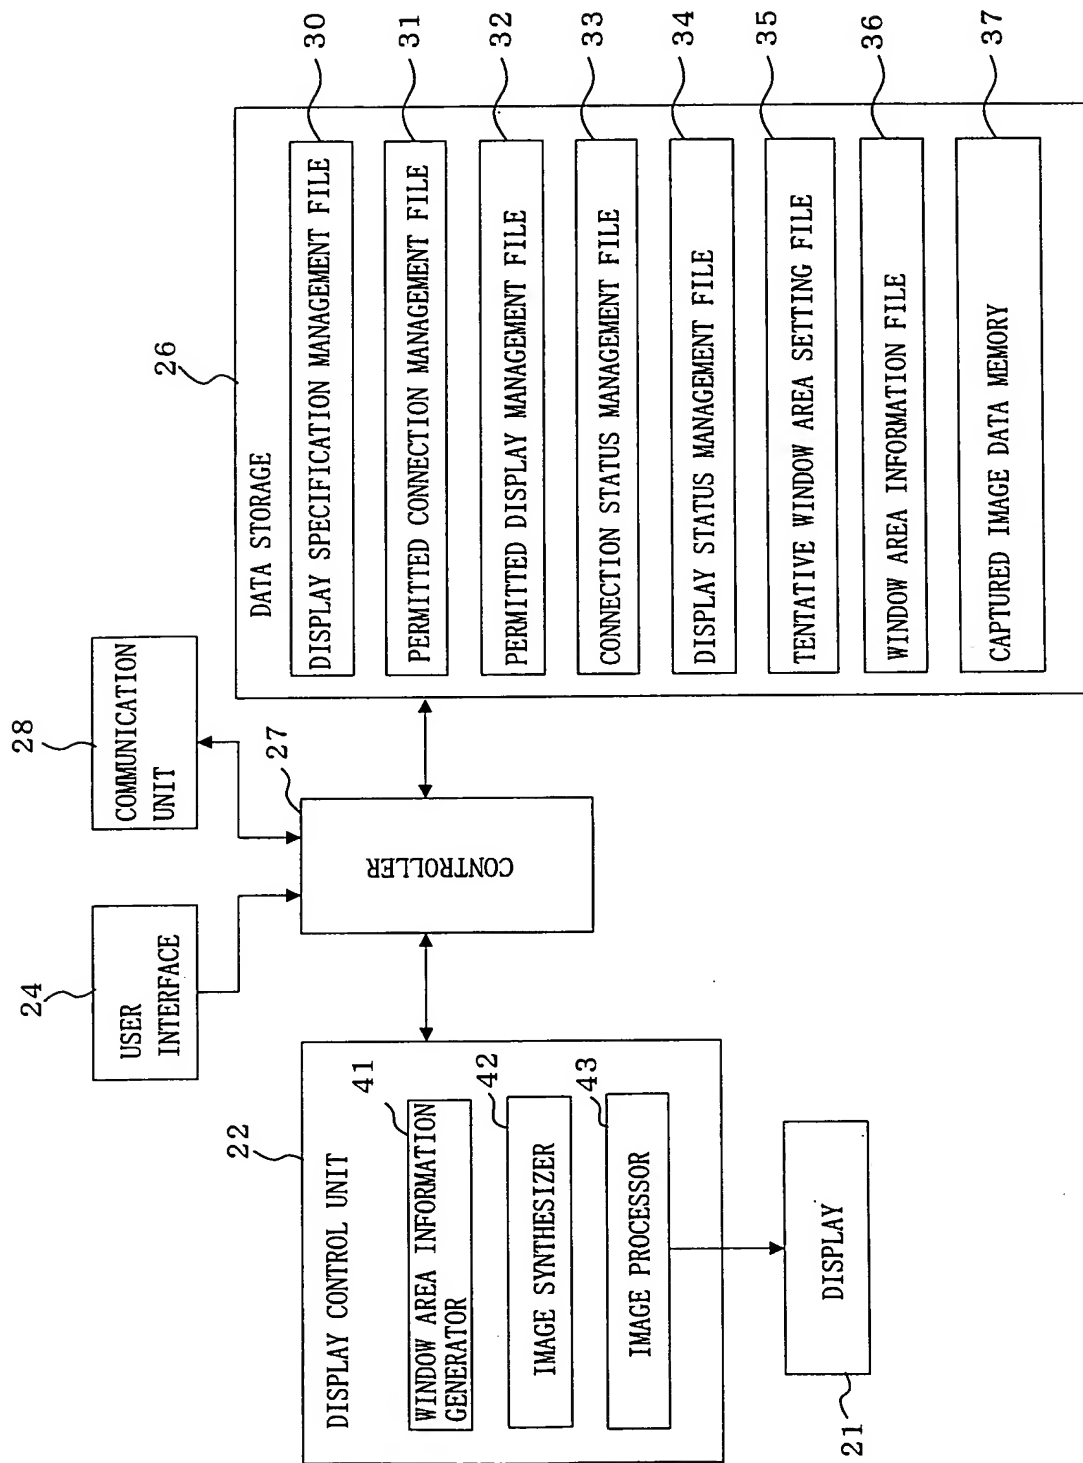 24
USER
INTERFACE
28
COMMUNICATION
UNIT
22
DISPLAY CONTROL UNIT
41
WINDOW AREA INFORMATION
GENERATOR
42
IMAGE SYNTHESIZER
43
IMAGE PROCESSOR
27
CONTROLLER
21
DISPLAY
26
DATA STORAGE
DISPLAY SPECIFICATION MANAGEMENT FILE
30
PERMITTED CONNECTION MANAGEMENT FILE
31
PERMITTED DISPLAY MANAGEMENT FILE
32
CONNECTION STATUS MANAGEMENT FILE
33
DISPLAY STATUS MANAGEMENT FILE
34
TENTATIVE WINDOW AREA SETTING FILE
35
WINDOW AREA INFORMATION FILE
36
CAPTURED IMAGE DATA MEMORY
37